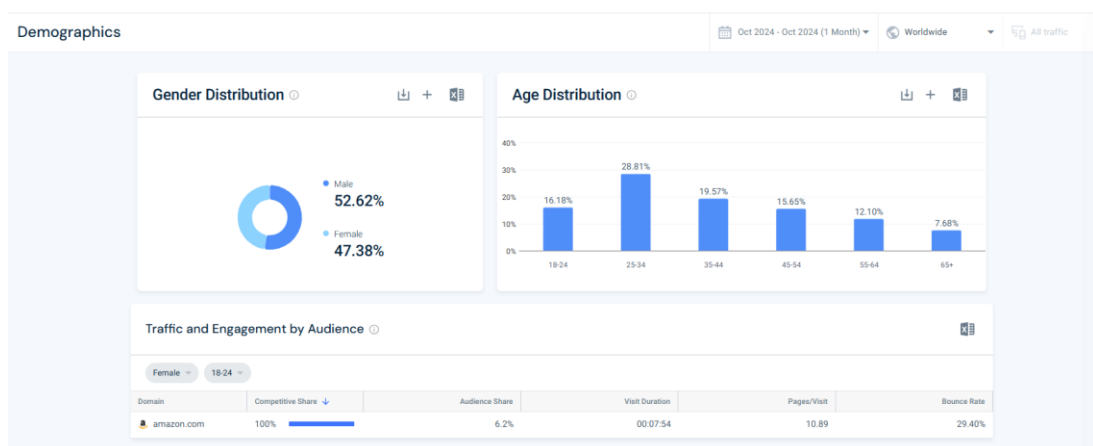 Demographics
Oct 2024 - Oct 2024 (1 Month)
Worldwide
All traffic
Gender Distribution
Male
52.62%
Female
47.38%
Age Distribution
40%
30%
20%
10%
0%
16.18%
28.81%
19.57%
15.65%
12.10%
7.68%
18-24 25-34 35-44 45-54 55-64 65+
Traffic and Engagement by Audience
Female 18-24
Domain Competitive Share Audience Share Visit Duration Pages/Visit Bounce Rate
amazon.com 100% 6.2% 00:07:54 10.89 29.40%